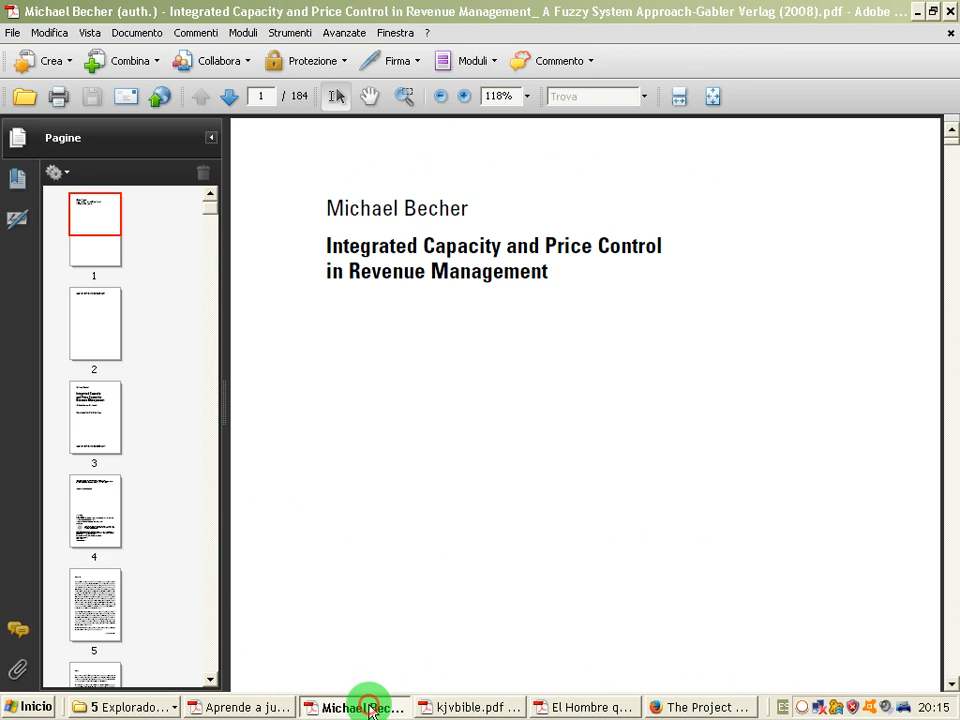 Michael Becher (auth.) - Integrated Capacity and Price Control in Revenue Management_ A Fuzzy System Approach-Gabler Verlag (2008).pdf - Adobe ...
File Modifica Vista Documento Commenti Moduli Strumenti Avanzate Finestra ?
Crea Combina Collabora Protezione Firma Moduli Commento
1 / 184 118% Trova
Pagine
Michael Becher
Integrated Capacity and Price Control
in Revenue Management
1
2
3
4
5
Inicio 5 Explorado... Aprende a ju... Michael Bec... kjvbible.pdf ... El Hombre q... The Project ... ES 20:15